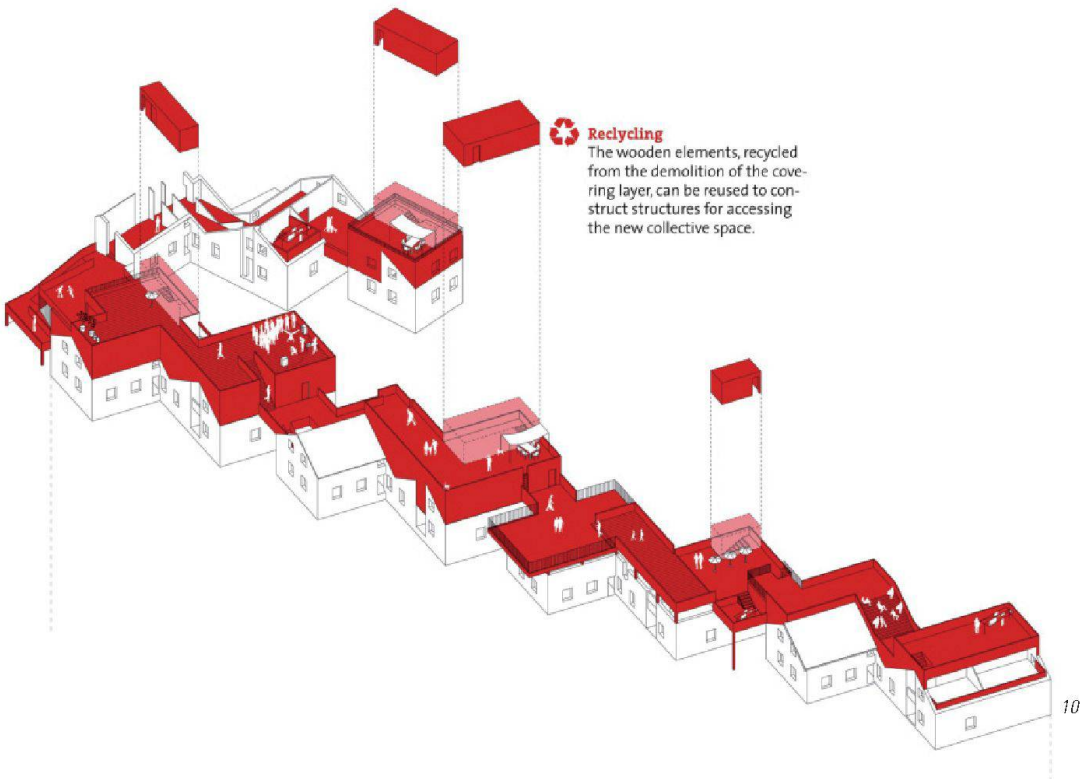 Reclycling
The wooden elements, recycled
from the demolition of the cove-
ring layer, can be reused to con-
struct structures for accessing
the new collective space.
10